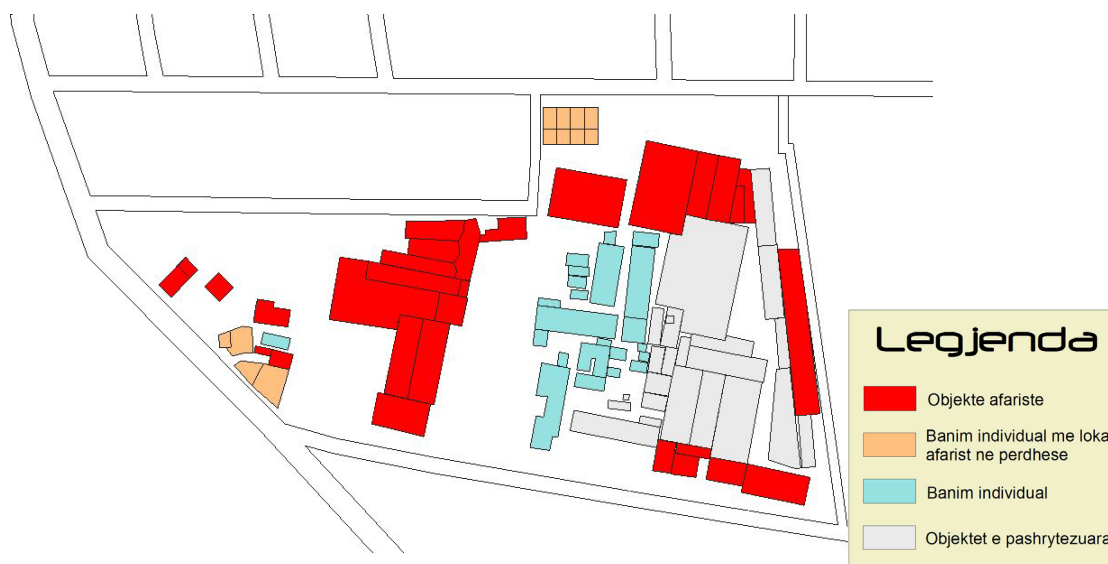 Legjenda
Objekte afariste
Banim individual me loka
afarist ne perdhese
Banim individual
Objektet e pashrytezuara